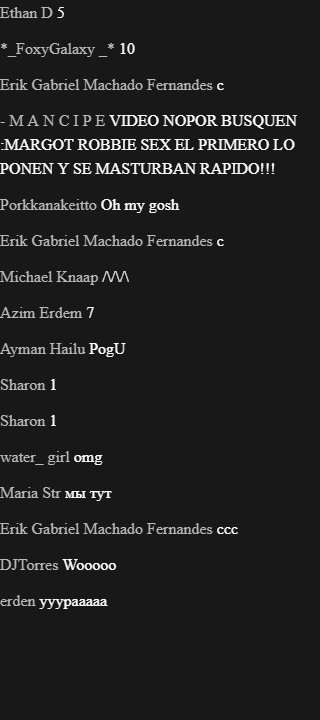 Ethan D 5
*_FoxyGalaxy _* 10
Erik Gabriel Machado Fernandes c
- M A N C I P E VIDEO NOPOR BUSQUEN
:MARGOT ROBBIE SEX EL PRIMERO LO
PONEN Y SE MASTURBAN RAPIDO!!!
Porkkanakeitto Oh my gosh
Erik Gabriel Machado Fernandes c
Michael Knaap /\/\/\
Azim Erdem 7
Ayman Hailu PogU
Sharon 1
Sharon 1
water_ girl omg
Maria Str мы тут
Erik Gabriel Machado Fernandes ccc
DJTorres Wooooo
erden yyypaaaaa